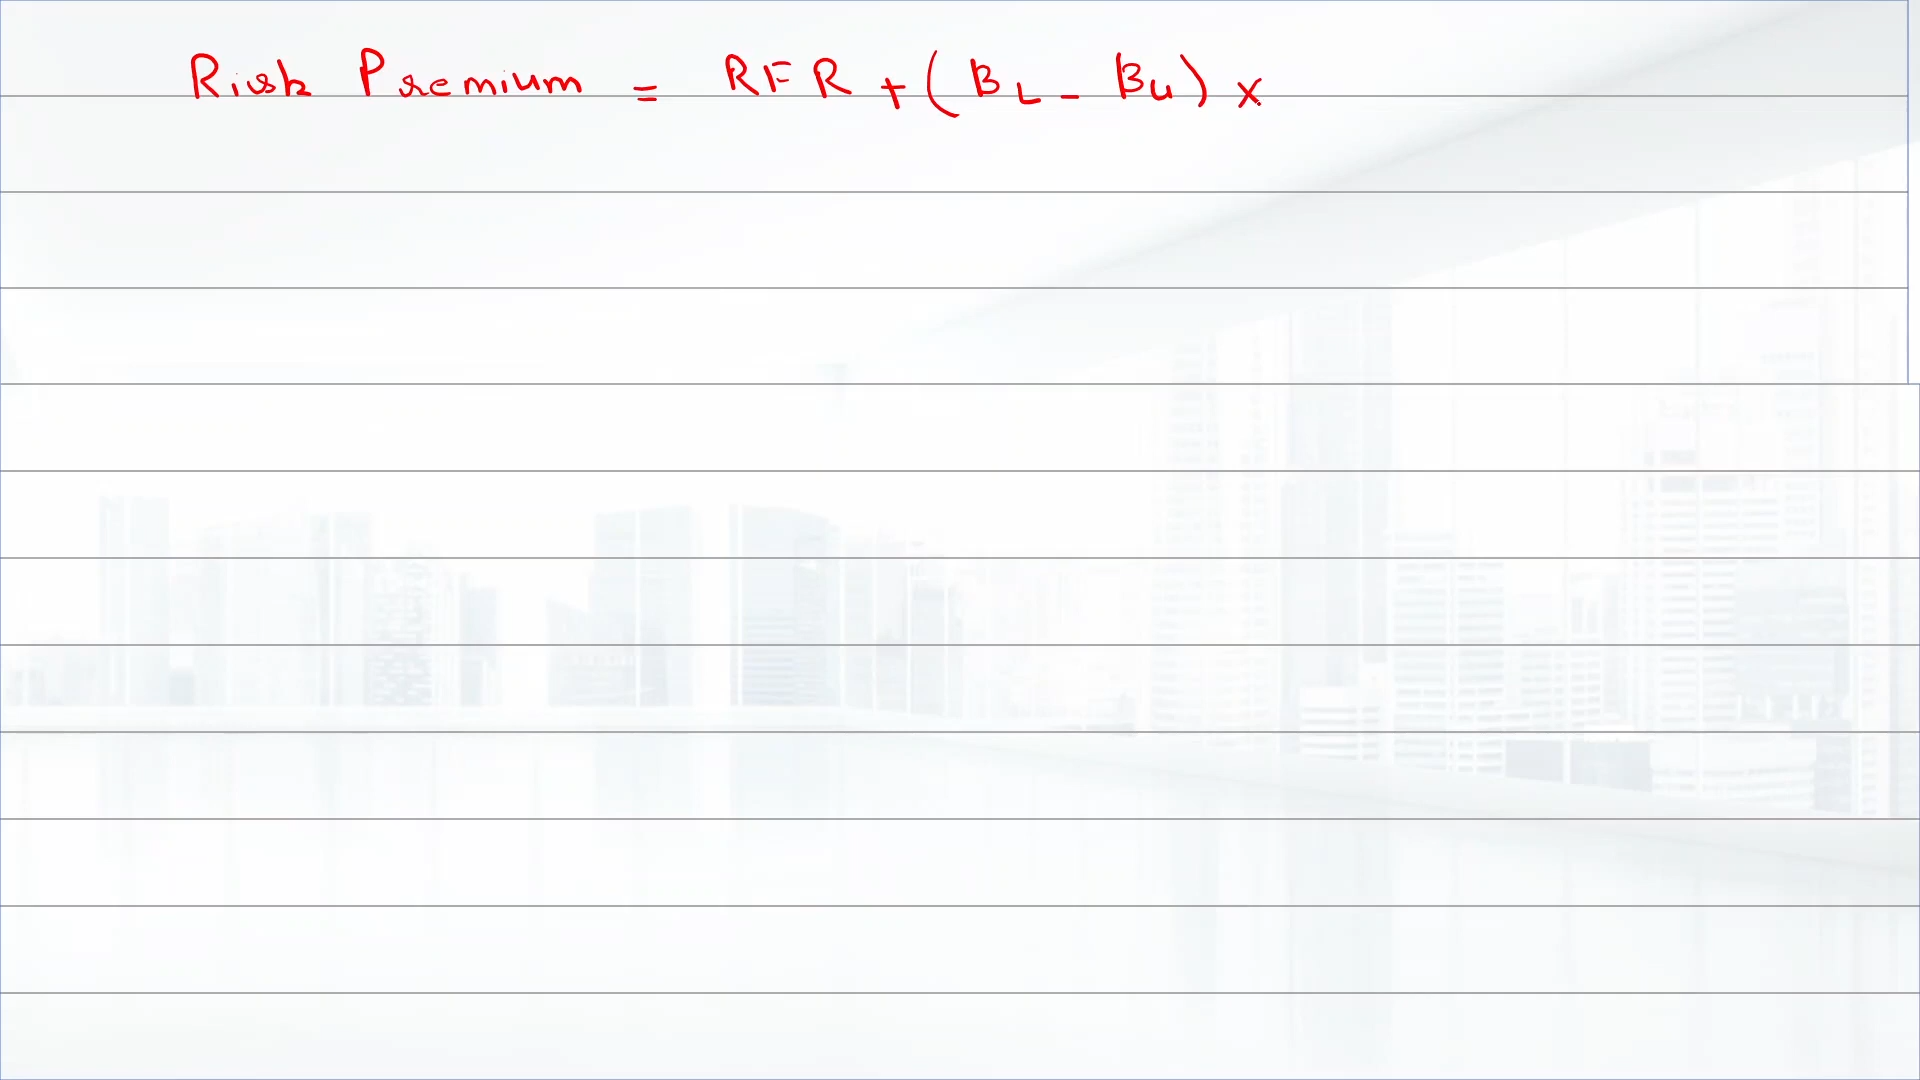 Risk Premium = RFR + (BL - Bu) x